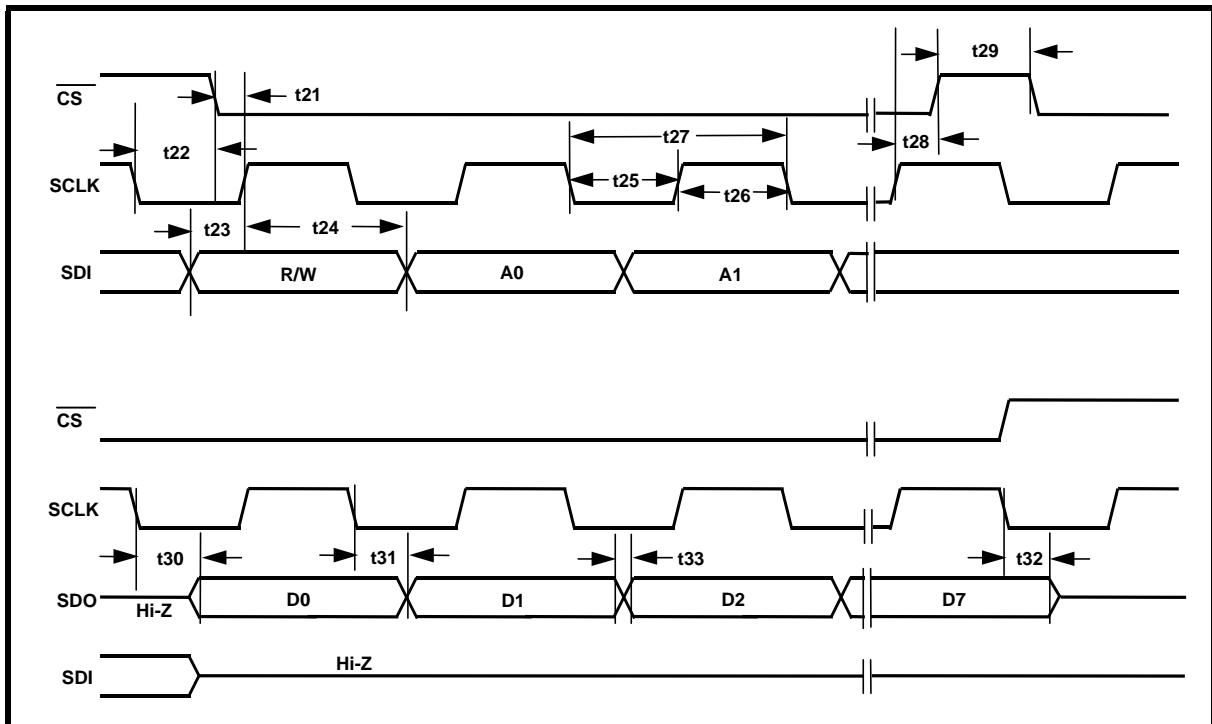 t29
CS
t21
t27
t22
t28
SCLK
t25
t26
t23
t24
SDI
R/W
A0
A1
CS
SCLK
t30
t31
t33
t32
SDO
Hi-Z
D0
D1
D2
D7
SDI
Hi-Z